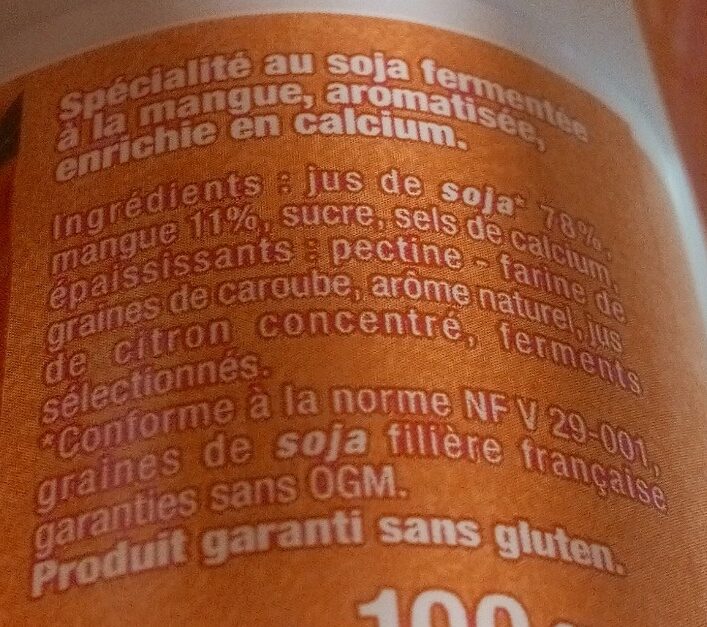 Spécialité au soja fermentée
à la mangue, aromatisée,
enrichie en calcium.
Ingrédients : jus de soja* 78%,
mangue 11%, sucre, sels de calcium,
épaississants : pectine - farine de
graines de caroube, arôme naturel, jus
de citron concentré, ferments
sélectionnés.
*Conforme à la norme NF V 29-001,
graines de soja filière française
garanties sans OGM.
Produit garanti sans gluten.
100